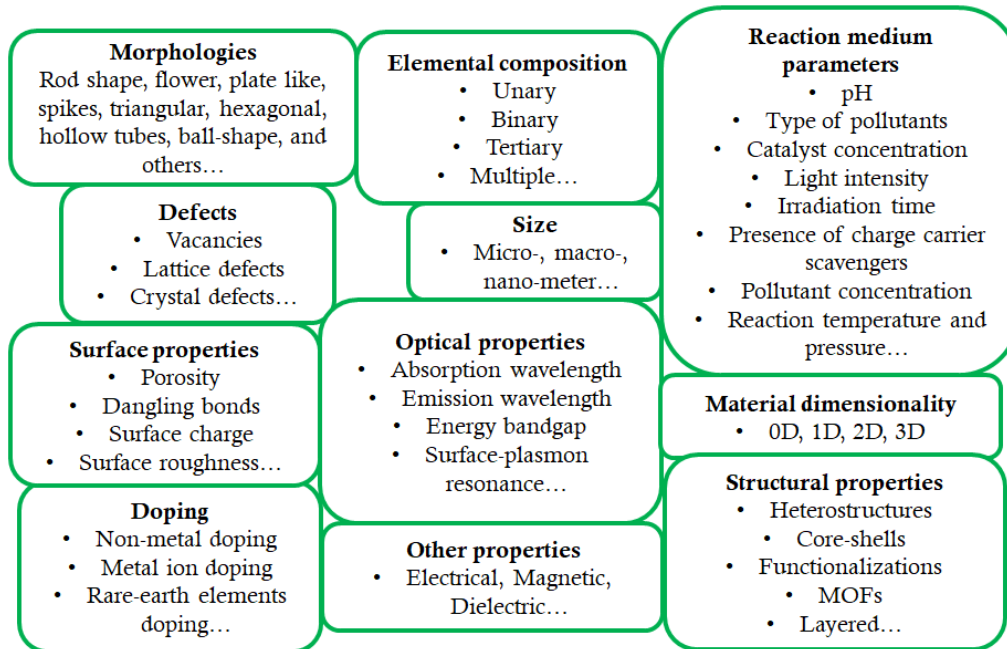 Morphologies
Rod shape, flower, plate like,
spikes, triangular, hexagonal,
hollow tubes, ball-shape, and
others…
Elemental composition
• Unary
• Binary
• Tertiary
• Multiple…
Reaction medium
parameters
• pH
• Type of pollutants
• Catalyst concentration
• Light intensity
• Irradiation time
• Presence of charge carrier
scavengers
• Pollutant concentration
• Reaction temperature and
pressure…
Defects
• Vacancies
• Lattice defects
• Crystal defects…
Size
• Micro-, macro-,
nano-meter…
Surface properties
• Porosity
• Dangling bonds
• Surface charge
• Surface roughness…
Optical properties
• Absorption wavelength
• Emission wavelength
• Energy bandgap
• Surface-plasmon
resonance…
Material dimensionality
• 0D, 1D, 2D, 3D
Doping
• Non-metal doping
• Metal ion doping
• Rare-earth elements
doping…
Other properties
• Electrical, Magnetic,
Dielectric…
Structural properties
• Heterostructures
• Core-shells
• Functionalizations
• MOFs
• Layered…